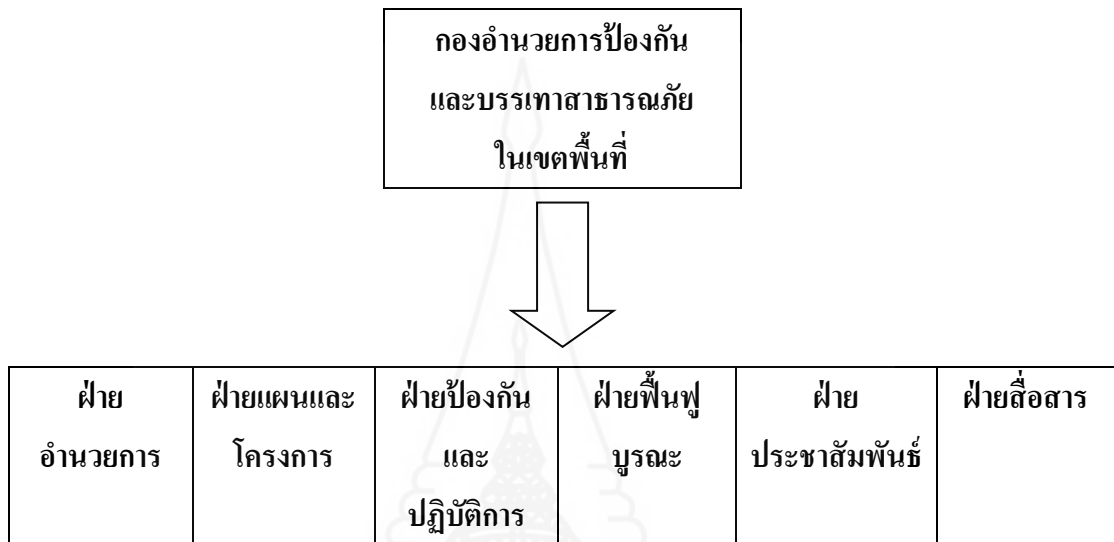 กองอำนวยการป้องกัน
และบรรเทาสาธารณภัย
ในเขตพื้นที่
ฝ่าย
อำนวยการ
ฝ่ายแผนและ
โครงการ
ฝ่ายป้องกัน
และ
ปฏิบัติการ
ฝ่ายฟื้นฟู
บูรณะ
ฝ่าย
ประชาสัมพันธ์
ฝ่ายสื่อสาร